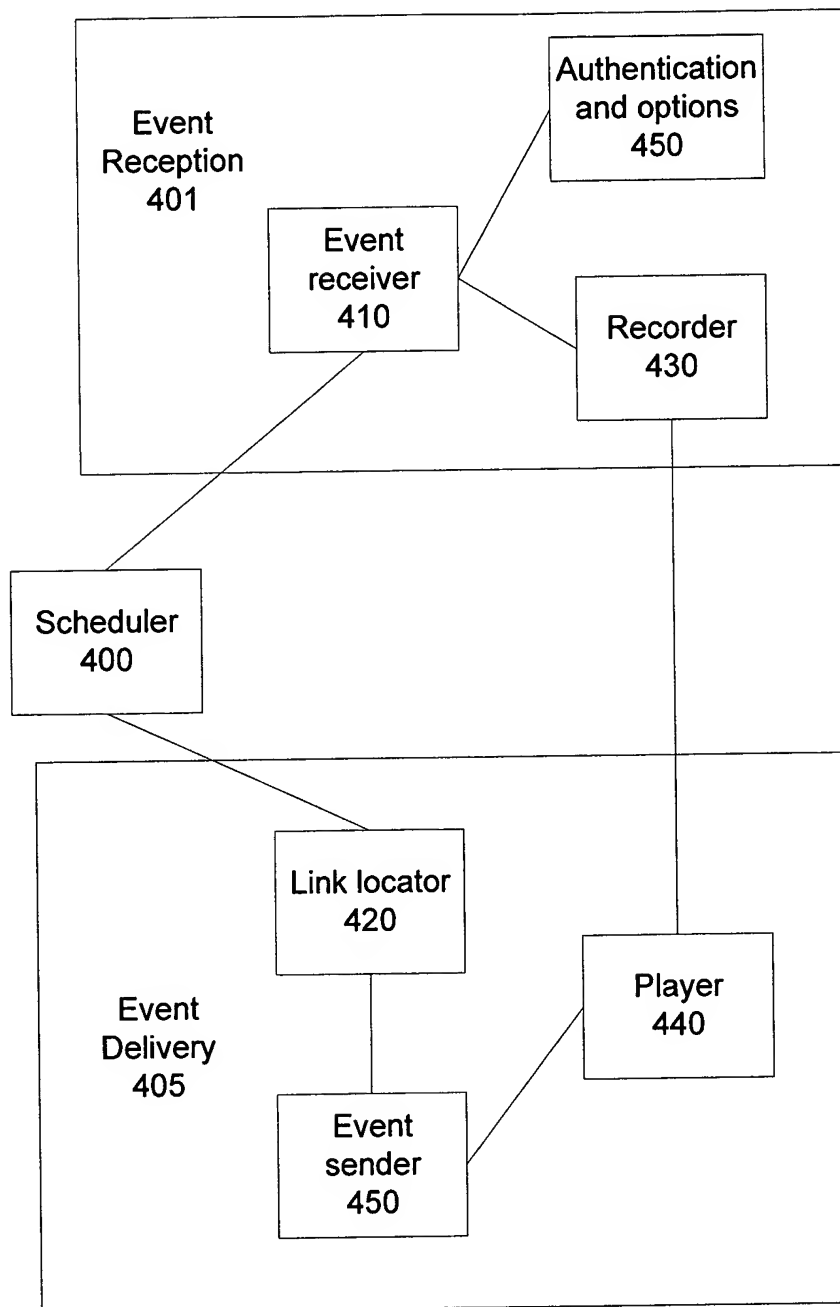 Event
Reception
401
Authentication
and options
450
Event
receiver
410
Recorder
430
Scheduler
400
Link locator
420
Event
Delivery
405
Player
440
Event
sender
450